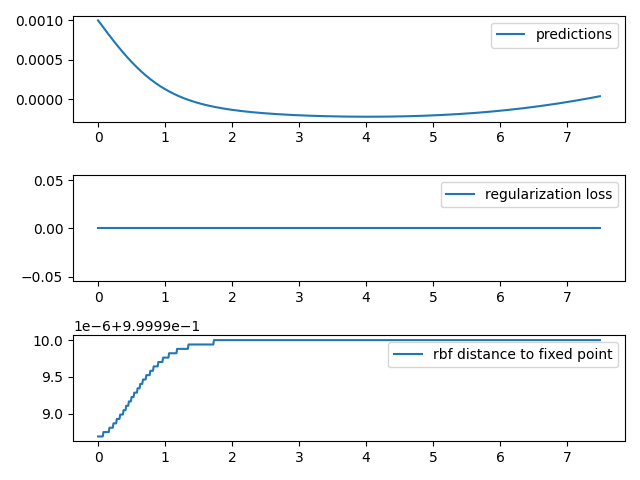 0.0010
0.0005
0.0000
predictions
0 1 2 3 4 5 6 7
0.05
0.00
−0.05
regularization loss
0 1 2 3 4 5 6 7
1e−6+9.9999e−1
10.0
9.5
9.0
rbf distance to fixed point
0 1 2 3 4 5 6 7